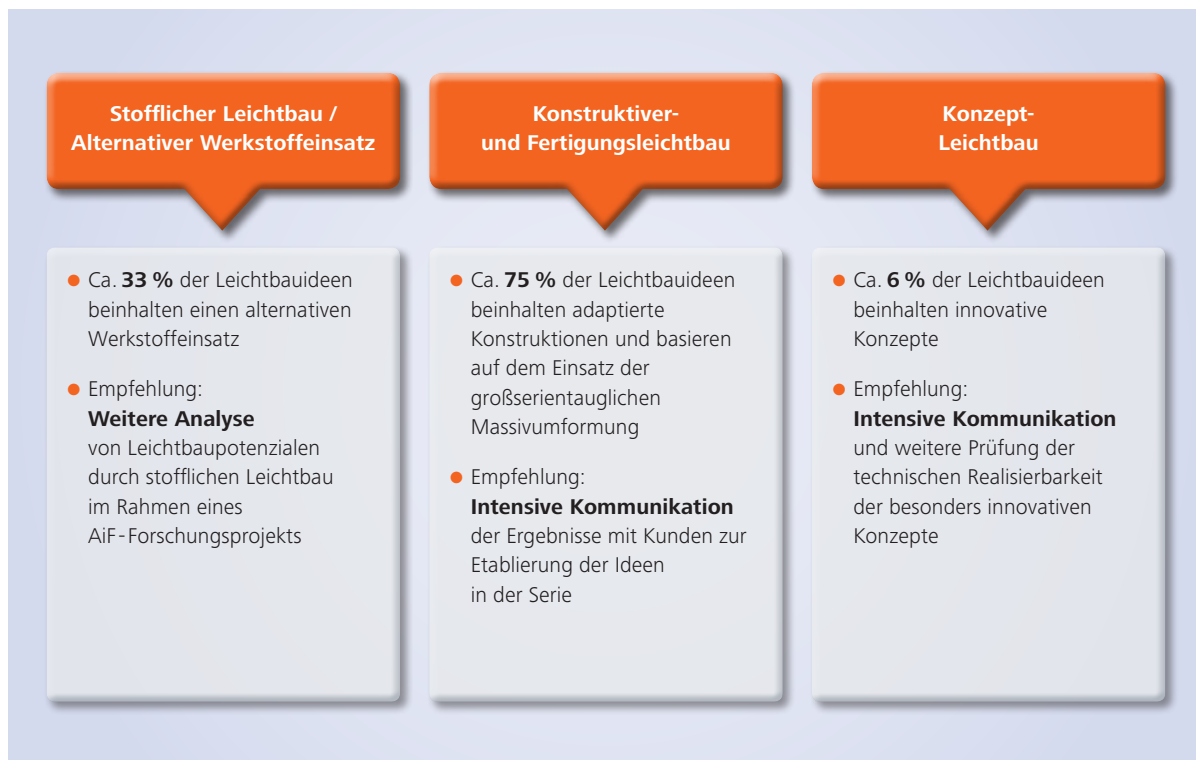 Stofflicher Leichtbau /
Alternativer Werkstoffeinsatz
● Ca. 33 % der Leichtbauideen
beinhalten einen alternativen
Werkstoffeinsatz
● Empfehlung:
Weitere Analyse
von Leichtbaupotenzialen
durch stofflichen Leichtbau
im Rahmen eines
AiF-Forschungsprojekts
Konstruktiver-
und Fertigungsleichtbau
● Ca. 75 % der Leichtbauideen
beinhalten adaptierte
Konstruktionen und basieren
auf dem Einsatz der
großserientauglichen
Massivumformung
● Empfehlung:
Intensive Kommunikation
der Ergebnisse mit Kunden zur
Etablierung der Ideen
in der Serie
Konzept-
Leichtbau
● Ca. 6 % der Leichtbauideen
beinhalten innovative
Konzepte
● Empfehlung:
Intensive Kommunikation
und weitere Prüfung der
technischen Realisierbarkeit
der besonders innovativen
Konzepte